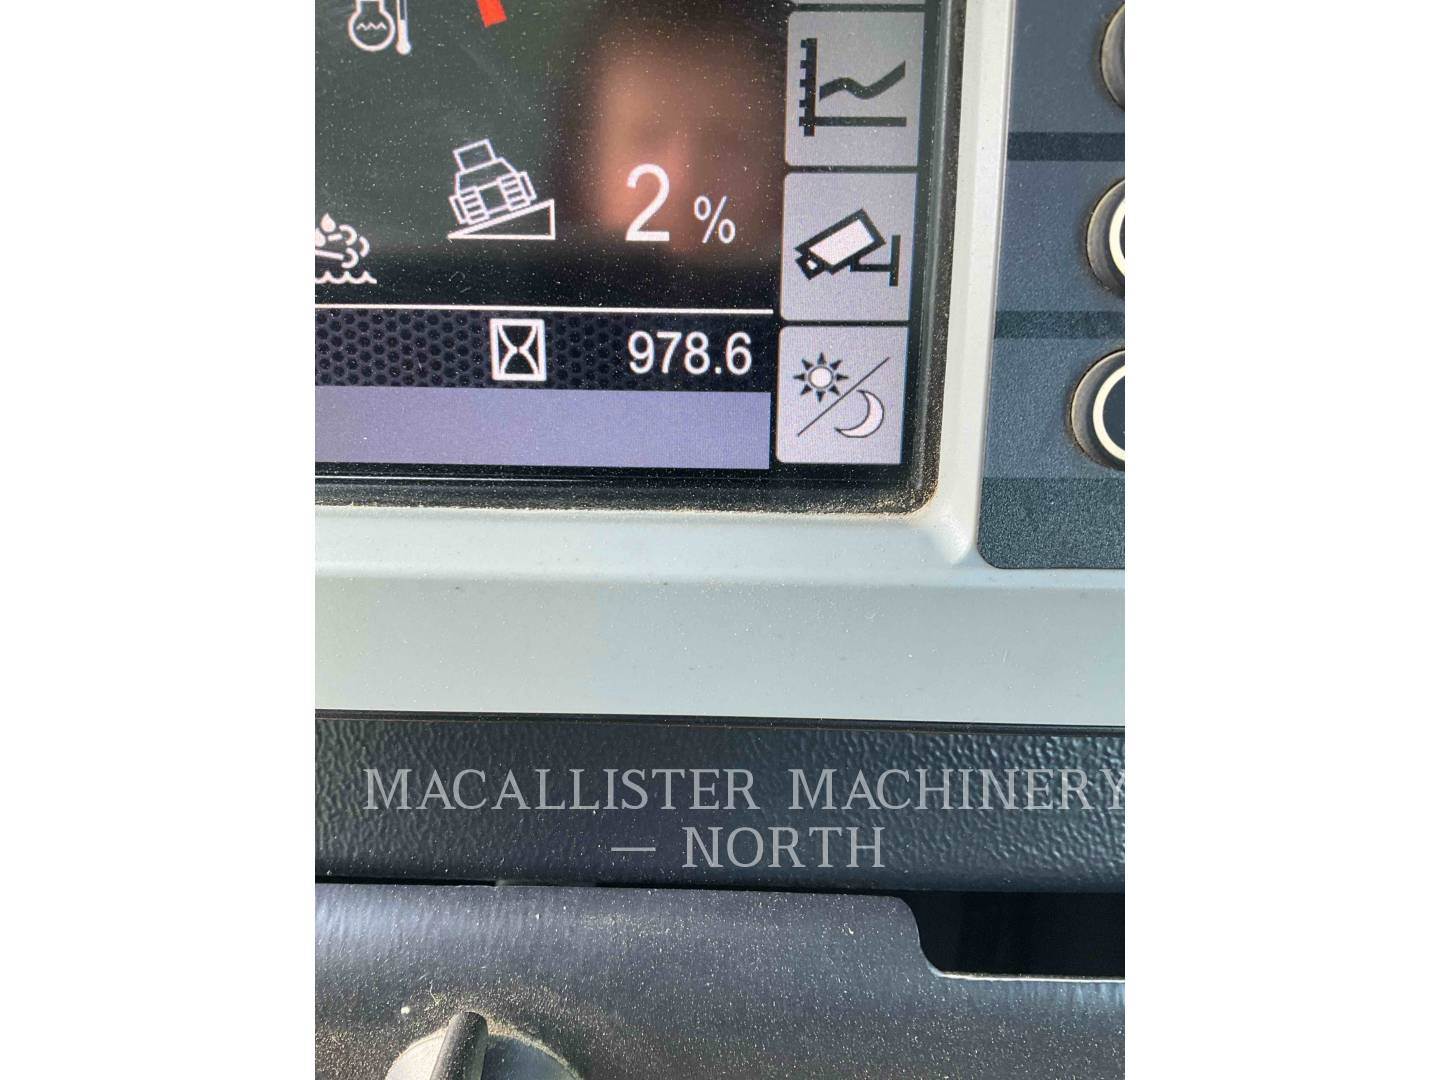 2 %
978.6
MACALLISTER MACHINERY
— NORTH